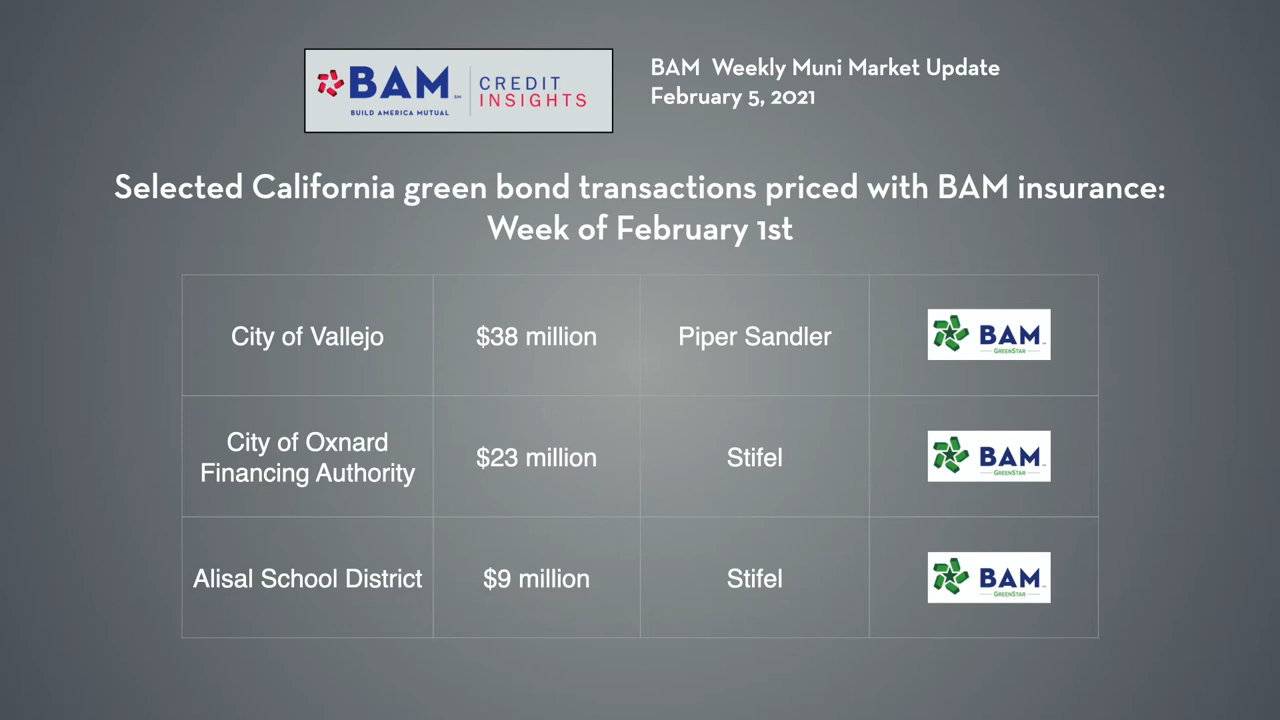 BAM
BUILD AMERICA MUTUAL
CREDIT
INSIGHTS
BAM Weekly Muni Market Update
February 5, 2021
Selected California green bond transactions priced with BAM insurance:
Week of February 1st
City of Vallejo
$38 million
Piper Sandler
BAM
GREENSTAR
City of Oxnard
Financing Authority
$23 million
Stifel
BAM
GREENSTAR
Alisal School District
$9 million
Stifel
BAM
GREENSTAR